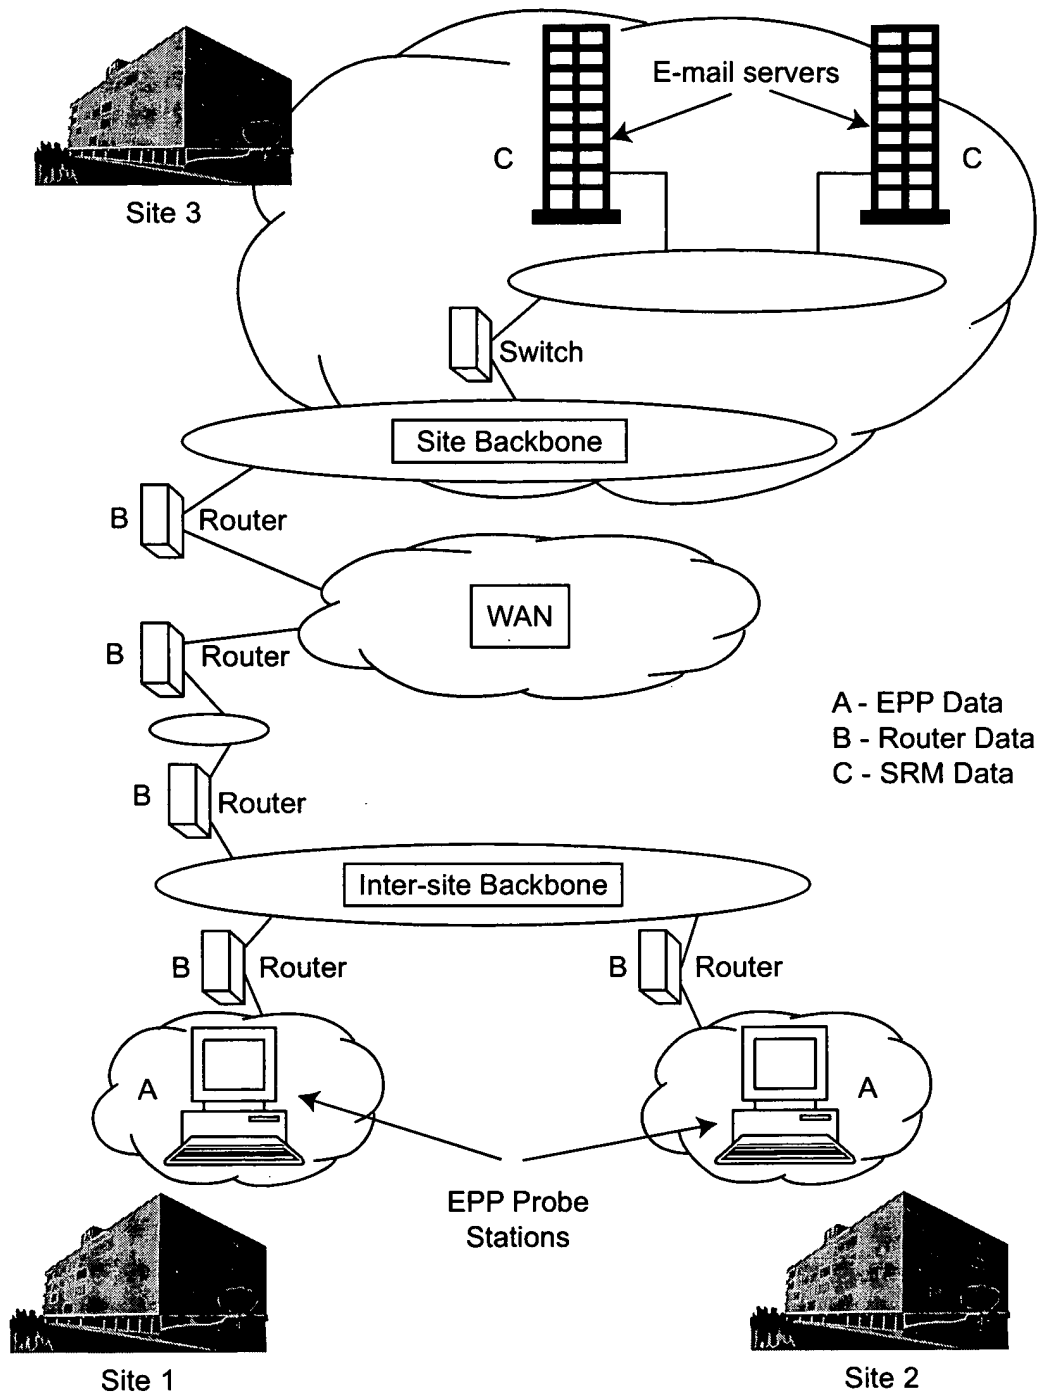 E-mail servers
C
C
Site 3
Switch
Site Backbone
B
Router
WAN
B
Router
A - EPP Data
B - Router Data
C - SRM Data
B
Router
Inter-site Backbone
B
Router
B
Router
A
A
EPP Probe
Stations
Site 1
Site 2